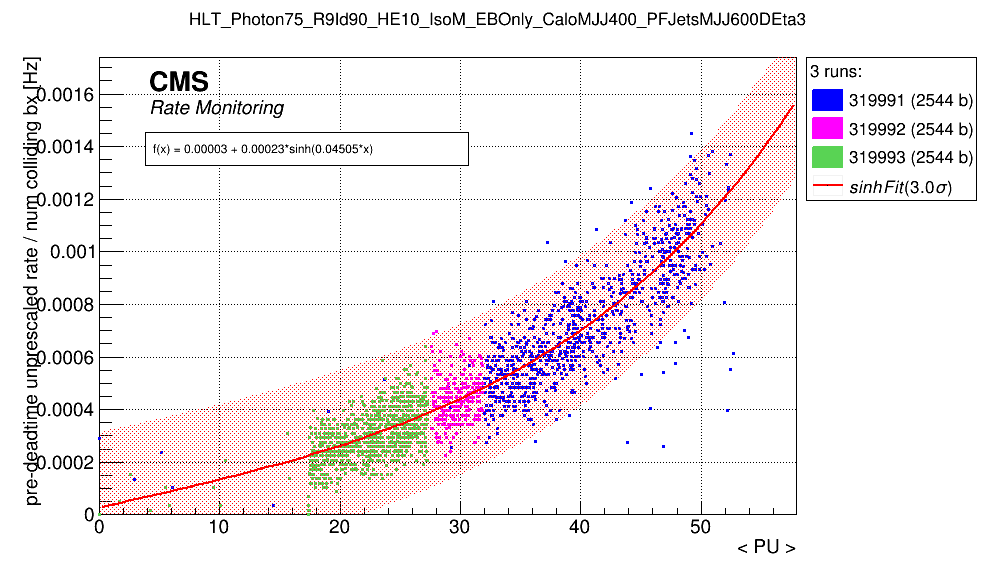 HLT_Photon75_R9Id90_HE10_IsoM_EBOnly_CaloMJJ400_PFJetsMJJ600DEta3
CMS
Rate Monitoring
f(x) = 0.00003 + 0.00023*sinh(0.04505*x)
3 runs:
319991 (2544 b)
319992 (2544 b)
319993 (2544 b)
sinhFit(3.0σ)
pre-deadtime unprescaled rate / num colliding bx [Hz]
0.0016
0.0014
0.0012
0.001
0.0008
0.0006
0.0004
0.0002
0
0 10 20 30 40 50
< PU >